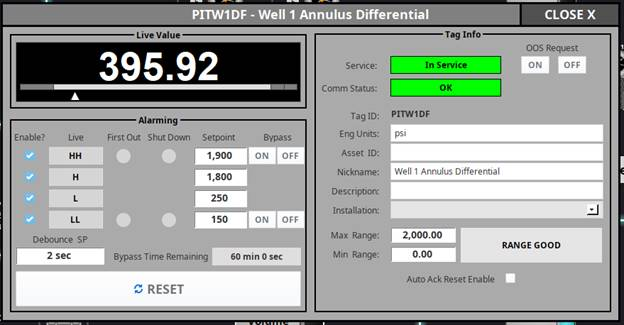 PITW1DF - Well 1 Annulus Differential
CLOSE X
Live Value
395.92
Alarming
Enable? Live First Out Shut Down Setpoint Bypass
HH 1,900 ON OFF
H 1,800
L 250
LL 150 ON OFF
Debounce SP
2 sec
Bypass Time Remaining 60 min 0 sec
RESET
Tag Info
OOS Request
Service: In Service ON OFF
Comm Status: OK
Tag ID: PITW1DF
Eng Units: psi
Asset ID:
Nickname: Well 1 Annulus Differential
Description:
Installation:
Max Range: 2,000.00
Min Range: 0.00
RANGE GOOD
Auto Ack Reset Enable